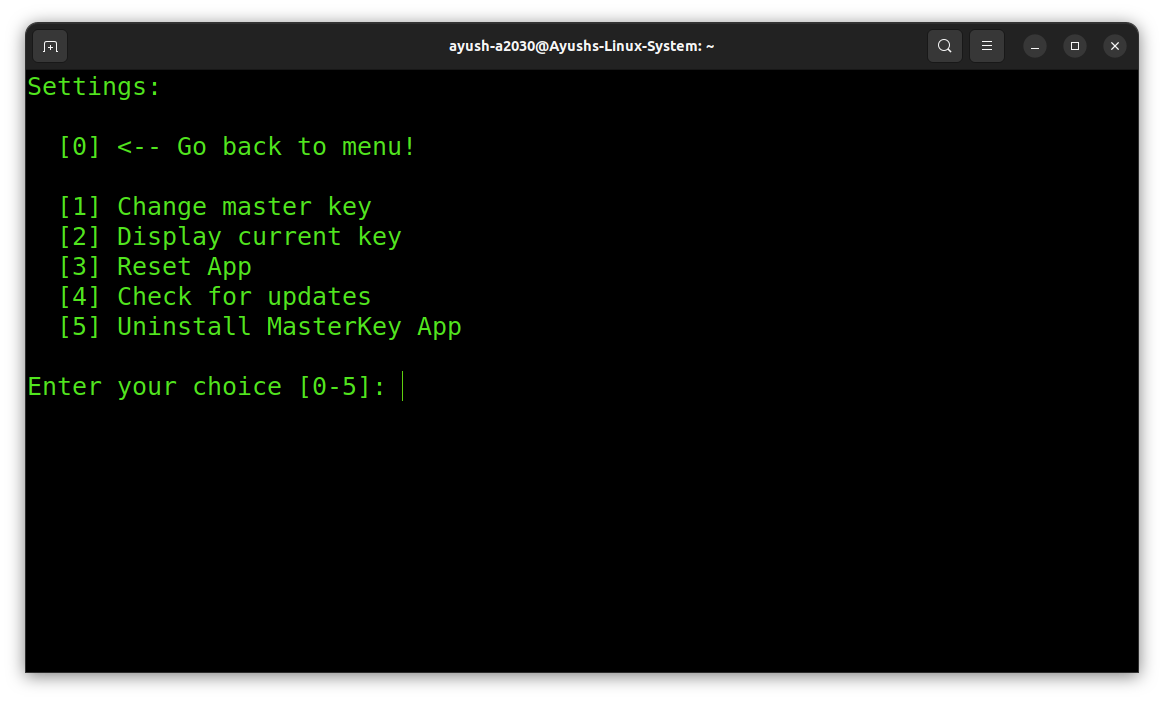 ayush-a2030@Ayushs-Linux-System: ~
Settings:
[0] <-- Go back to menu!
[1] Change master key
[2] Display current key
[3] Reset App
[4] Check for updates
[5] Uninstall MasterKey App
Enter your choice [0-5]: